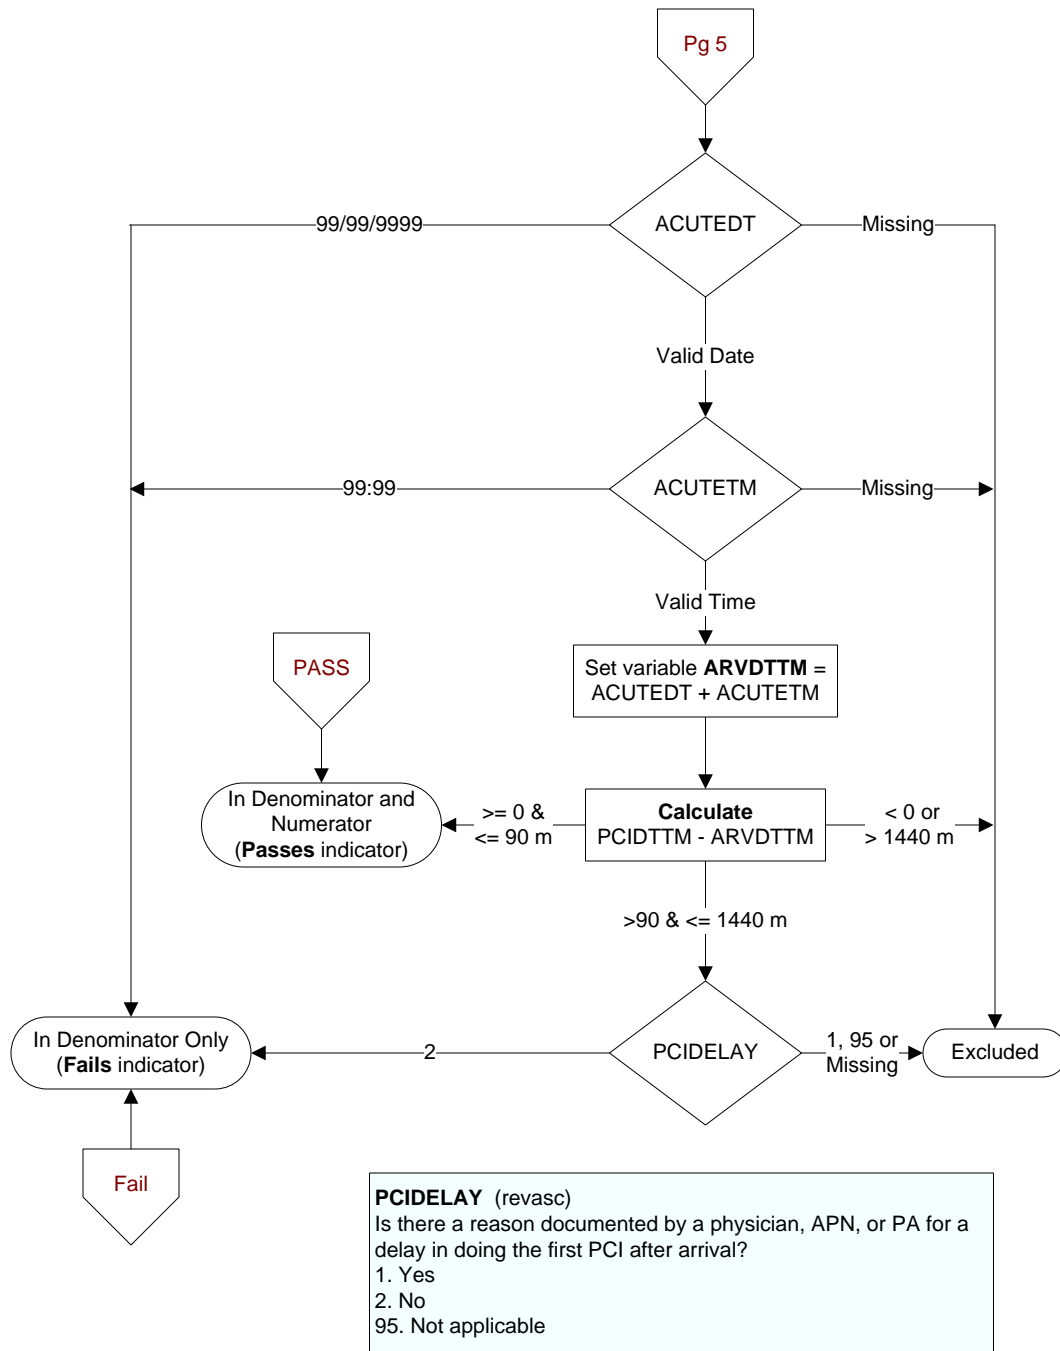 Pg 5
ACUTEDT
99/99/9999
Missing
Valid Date
ACUTETM
99:99
Missing
Valid Time
Set variable ARVDTTM =
ACUTEDT + ACUTETM
PASS
In Denominator and
Numerator
(Passes indicator)
>= 0 &
<= 90 m
Calculate
PCIDTTM - ARVDTTM
< 0 or
> 1440 m
>90 & <= 1440 m
In Denominator Only
(Fails indicator)
2
PCIDELAY
1, 95 or
Missing
Excluded
Fail
PCIDELAY (revasc)
Is there a reason documented by a physician, APN, or PA for a
delay in doing the first PCI after arrival?
1. Yes
2. No
95. Not applicable